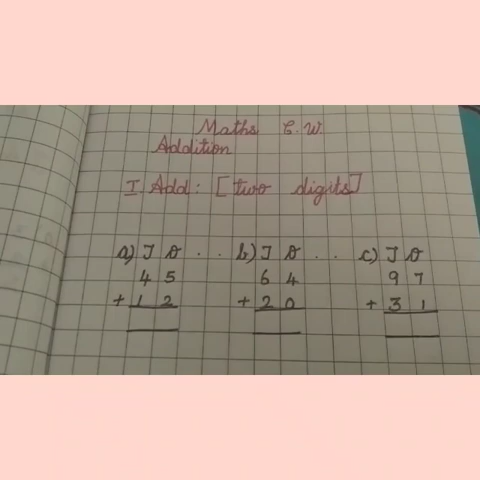 Maths C.W.
Addition
I. Add: [two digits]
a) T O . . b) T O . . c) T O
4 5 6 4 9 7
+ 1 2 + 2 0 + 3 1